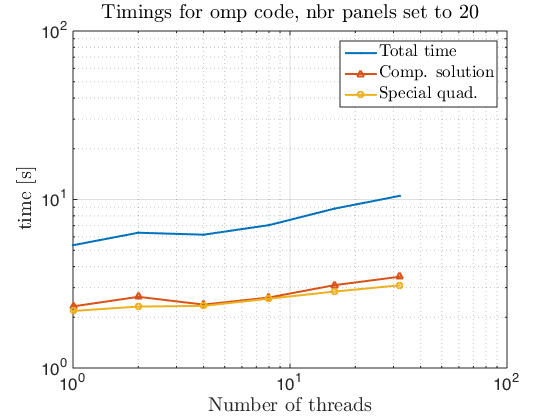 Timings for omp code, nbr panels set to 20
10²
Total time
Comp. solution
Special quad.
time [s]
10¹
10⁰
10⁰ 10¹ 10²
Number of threads